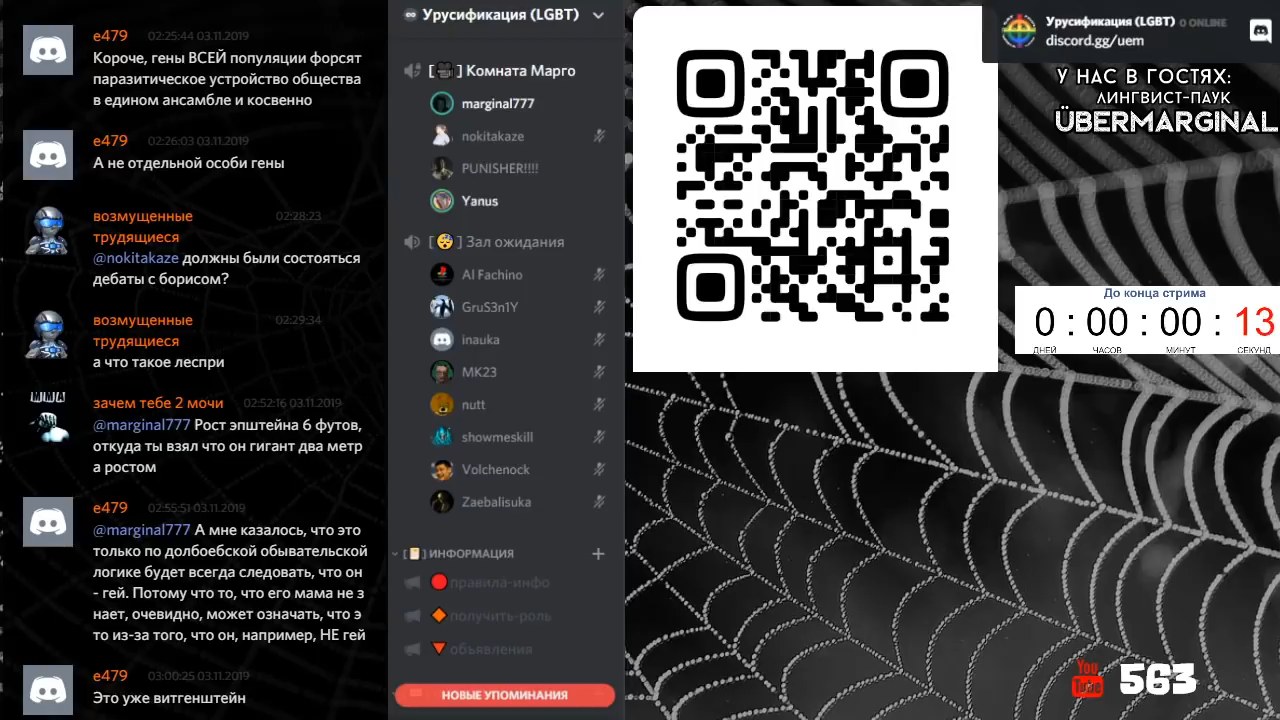 e479 02:25:44 03.11.2019
Короче, гены ВСЕЙ популяции форсят
паразитическое устройство общества
в едином ансамбле и косвенно
e479 02:26:03 03.11.2019
А не отдельной особи гены
возмущенные 02:28:23
трудящиеся
@nokitakaze должны были состояться
дебаты с борисом?
возмущенные 02:29:34
трудящиеся
а что такое леспри
зачем тебе 2 мочи 02:52:16 03.11.2019
@marginal777 Рост эпштейна 6 футов,
откуда ты взял что он гигант два метр
а ростом
e479 02:55:51 03.11.2019
@marginal777 А мне казалось, что это
только по долбоебской обывательской
логике будет всегда следовать, что он
- гей. Потому что то, что его мама не з
нает, очевидно, может означать, что э
то из-за того, что он, например, НЕ гей
e479 03:00:25 03.11.2019
Это уже витгенштейн
MMA
Урусификация (LGBT)
[ ] Комната Марго
marginal777
nokitakaze
PUNISHER!!!!
Yanus
[ ] Зал ожидания
Al Fachino
GruS3n1Y
inauka
MK23
nutt
showmeskill
Volchenock
Zaebalisuka
[ ] ИНФОРМАЦИЯ
правила-инфо
получить-роль
объявления
НОВЫЕ УПОМИНАНИЯ
Урусификация (LGBT) 0 ONLINE
discord.gg/uem
У НАС В ГОСТЯХ:
ЛИНГВИСТ-ПАУК
ÜBERMARGINAL
До конца стрима
0 : 00 : 00 : 13
ДНЕЙ ЧАСОВ МИНУТ СЕКУНД
You Tube 563